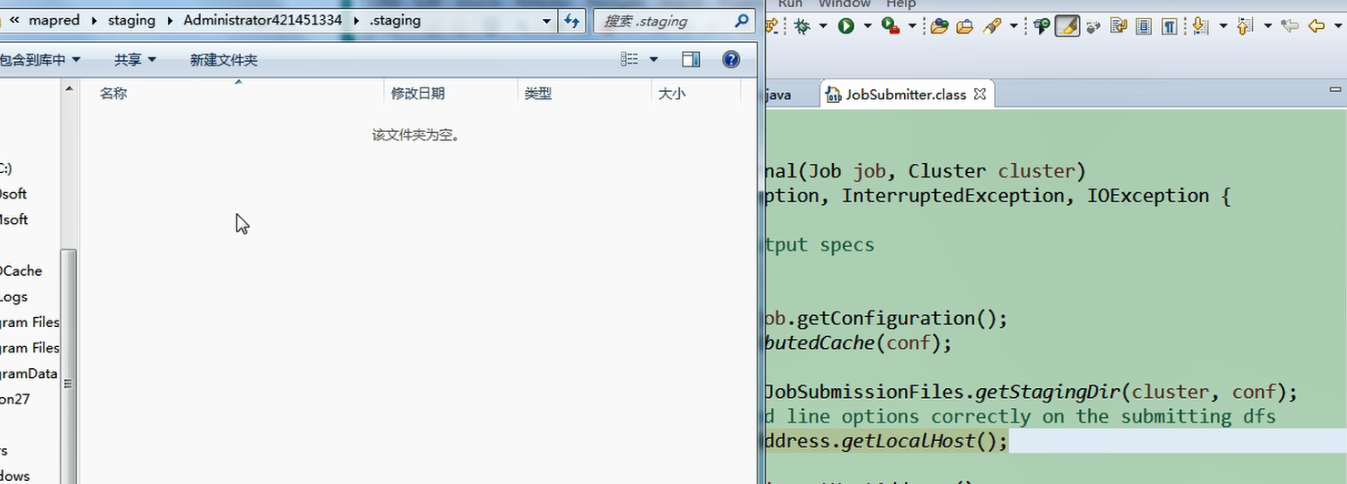 « mapred ▸ staging ▸ Administrator421451334 ▸ .staging
搜索 .staging
包含到库中 共享 新建文件夹
名称 修改日期 类型 大小
该文件夹为空。
C:)
soft
soft
Cache
Logs
gram Files
gram Files
gramData
on27
rs
dows
Run Window Help
java JobSubmitter.class
nal(Job job, Cluster cluster)
ption, InterruptedException, IOException {
tput specs
ob.getConfiguration();
butedCache(conf);
JobSubmissionFiles.getStagingDir(cluster, conf);
d line options correctly on the submitting dfs
ddress.getLocalHost();